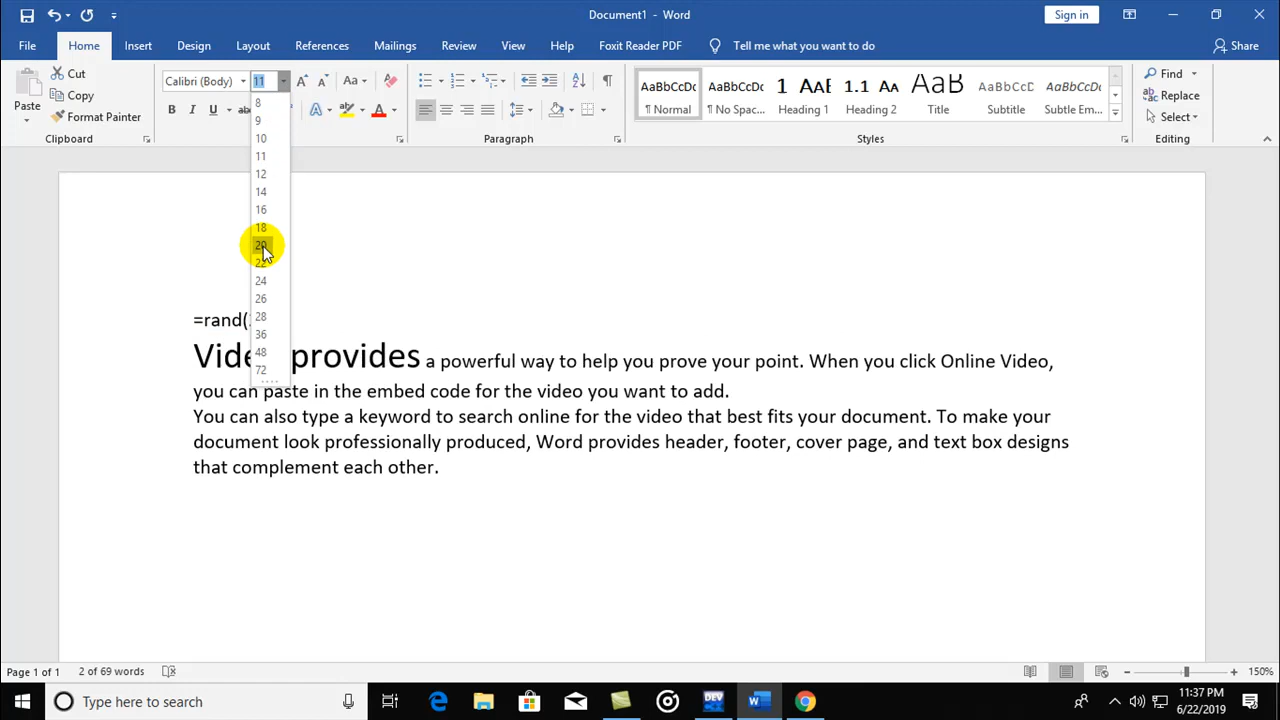 Document1 - Word
Sign in
File Home Insert Design Layout References Mailings Review View Help Foxit Reader PDF Tell me what you want to do Share
Cut
Copy
Format Painter
Paste
Clipboard
Calibri (Body) 11
Aa
B I U abc A
8
9
10
11
12
14
16
18
20
22
24
26
28
36
48
72
Paragraph
AaBbCcDc AaBbCcDc 1 AaB 1.1 Aa AaB AaBbCcD AaBbCcDc
¶ Normal ¶ No Spac... Heading 1 Heading 2 Title Subtitle Subtle Em...
Styles
Find
Replace
Select
Editing
=rand(
Video provides a powerful way to help you prove your point. When you click Online Video,
you can paste in the embed code for the video you want to add.
You can also type a keyword to search online for the video that best fits your document. To make your
document look professionally produced, Word provides header, footer, cover page, and text box designs
that complement each other.
Page 1 of 1 2 of 69 words 150%
Type here to search
DEV
11:37 PM
6/22/2019